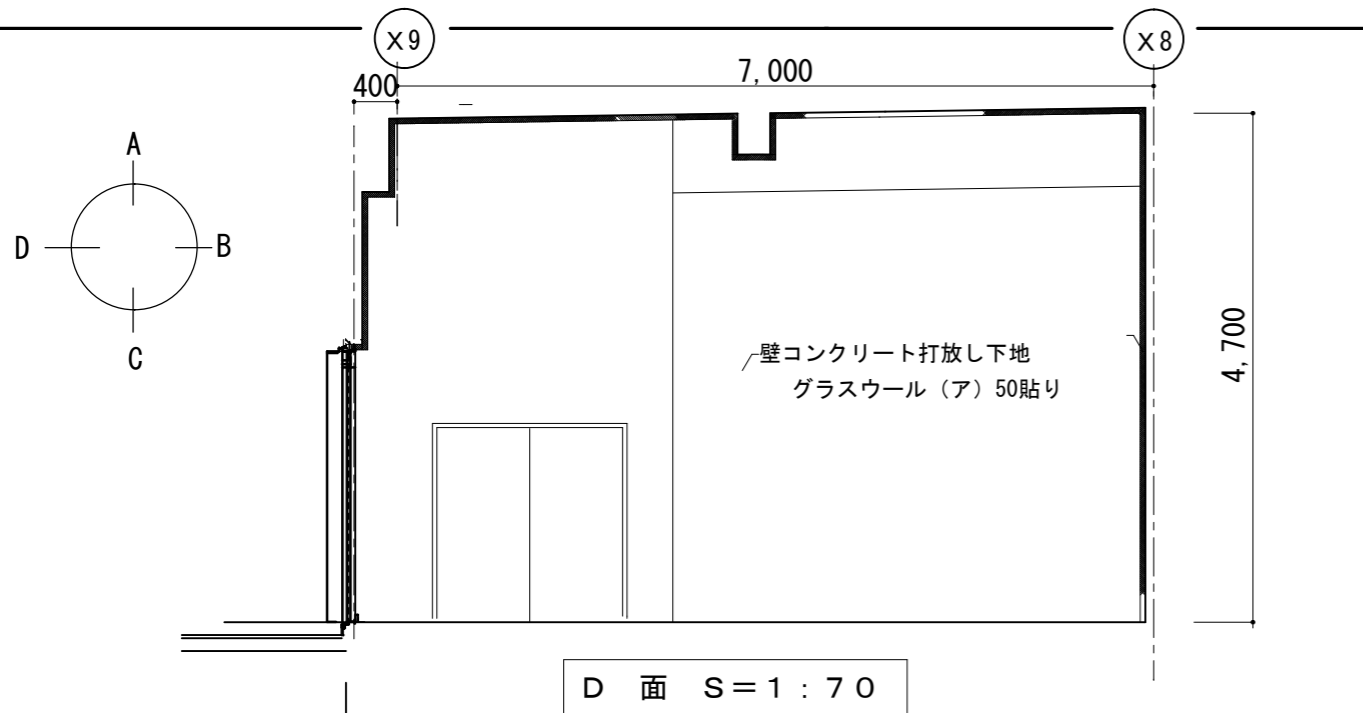 X9
X8
400
7,000
A
D
B
C
4,700
壁コンクリート打放し下地
グラスウール（ア）50貼り
D 面 S=1:70